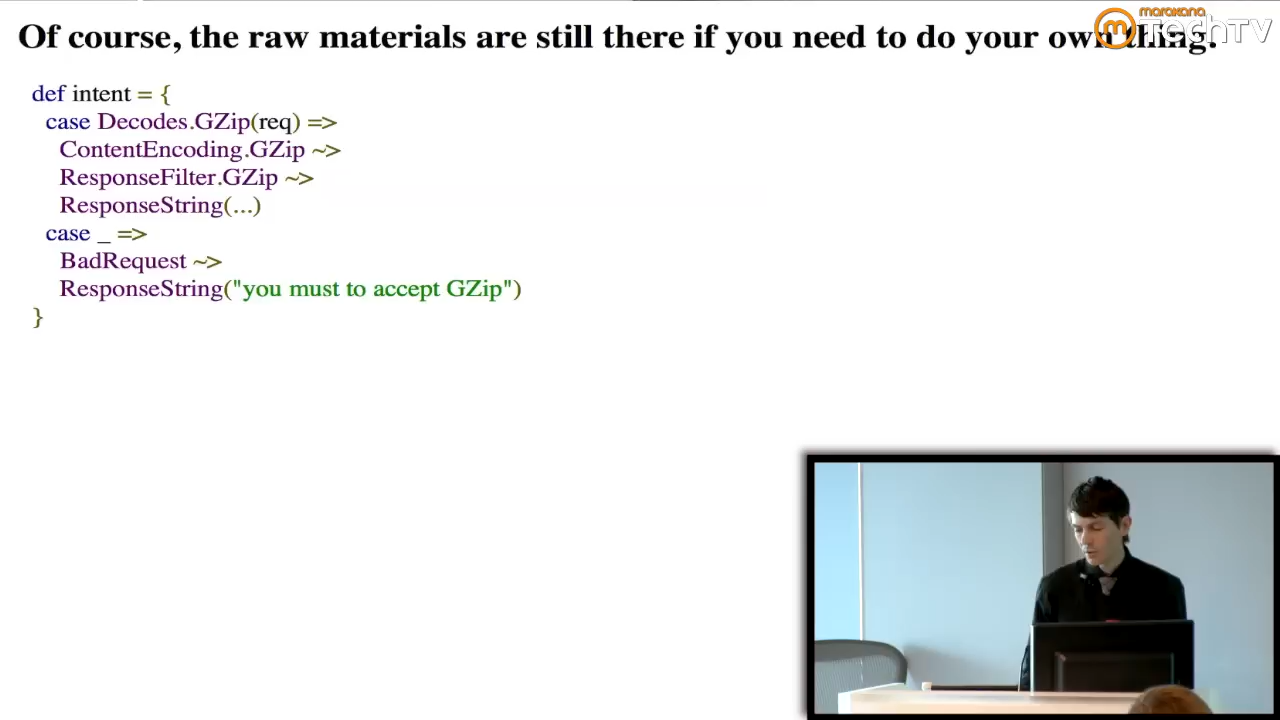 Of course, the raw materials are still there if you need to do your own thing.
marakana
TechTV
def intent = {
case Decodes.GZip(req) =>
ContentEncoding.GZip ~>
ResponseFilter.GZip ~>
ResponseString(...)
case _ =>
BadRequest ~>
ResponseString("you must to accept GZip")
}